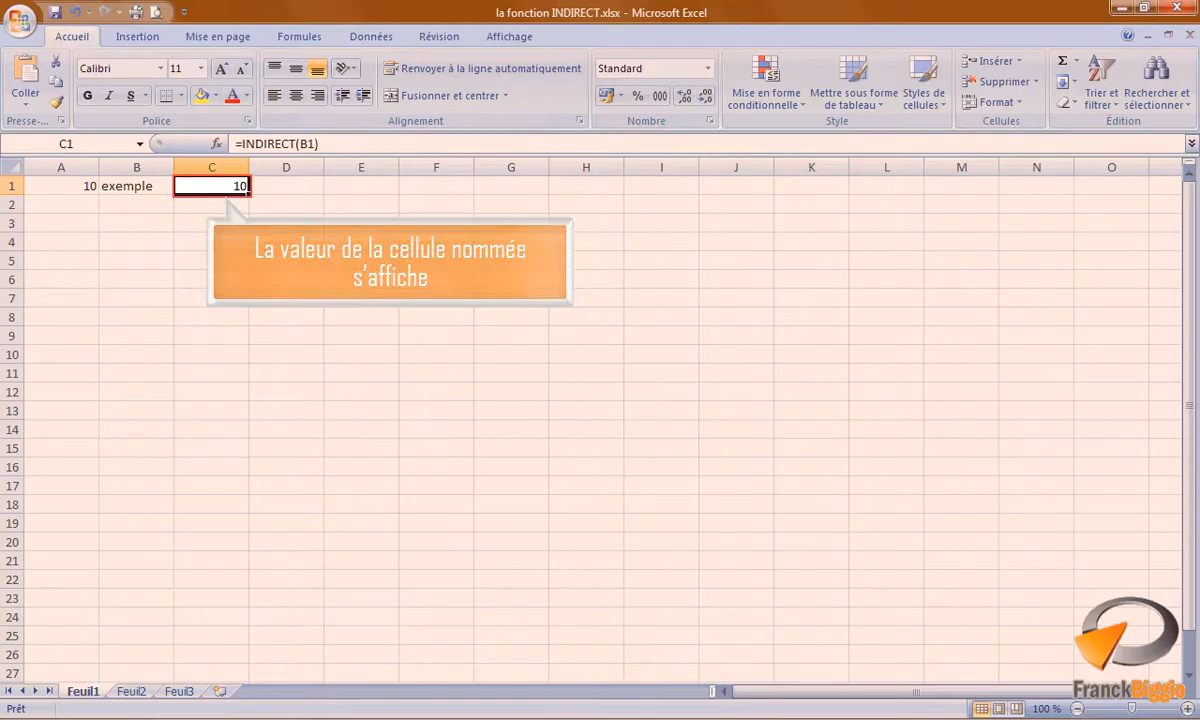 la fonction INDIRECT.xlsx - Microsoft Excel
Accueil Insertion Mise en page Formules Données Révision Affichage
Coller
Calibri 11
G I S
Renvoyer à la ligne automatiquement
Fusionner et centrer
Standard
% 000
Mise en forme conditionnelle
Mettre sous forme de tableau
Styles de cellules
Insérer
Supprimer
Format
Σ
Trier et filtrer
Rechercher et sélectionner
Presse-... Police Alignement Nombre Style Cellules Édition
C1 fx =INDIRECT(B1)
A B C D E F G H I J K L M N O
1 10 exemple 10
2
3
4
5
6
7
8
9
10
11
12
13
14
15
16
17
18
19
20
21
22
23
24
25
26
27
La valeur de la cellule nommée
s'affiche
FranckBiggio
Feuil1 Feuil2 Feuil3
Prêt 100 %